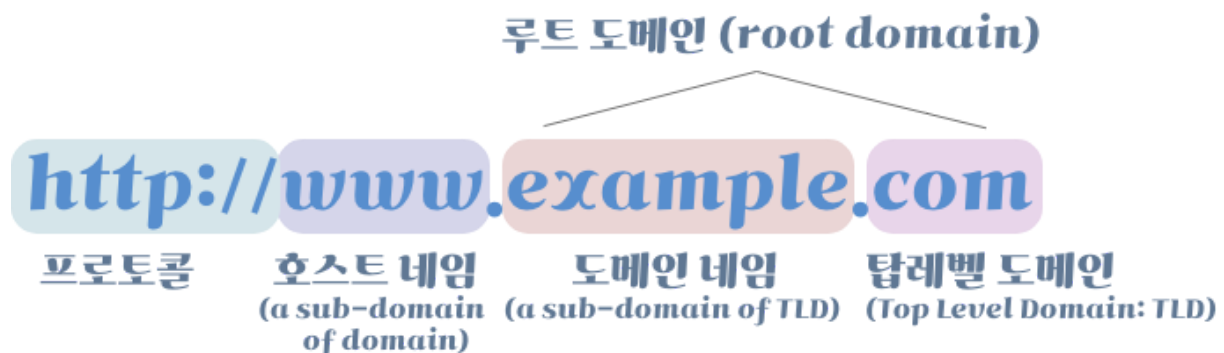 루트 도메인 (root domain)
http://www.example.com
프로토콜 호스트 네임 도메인 네임 탑레벨 도메인
(a sub-domain (a sub-domain of TLD) (Top Level Domain: TLD)
of domain)